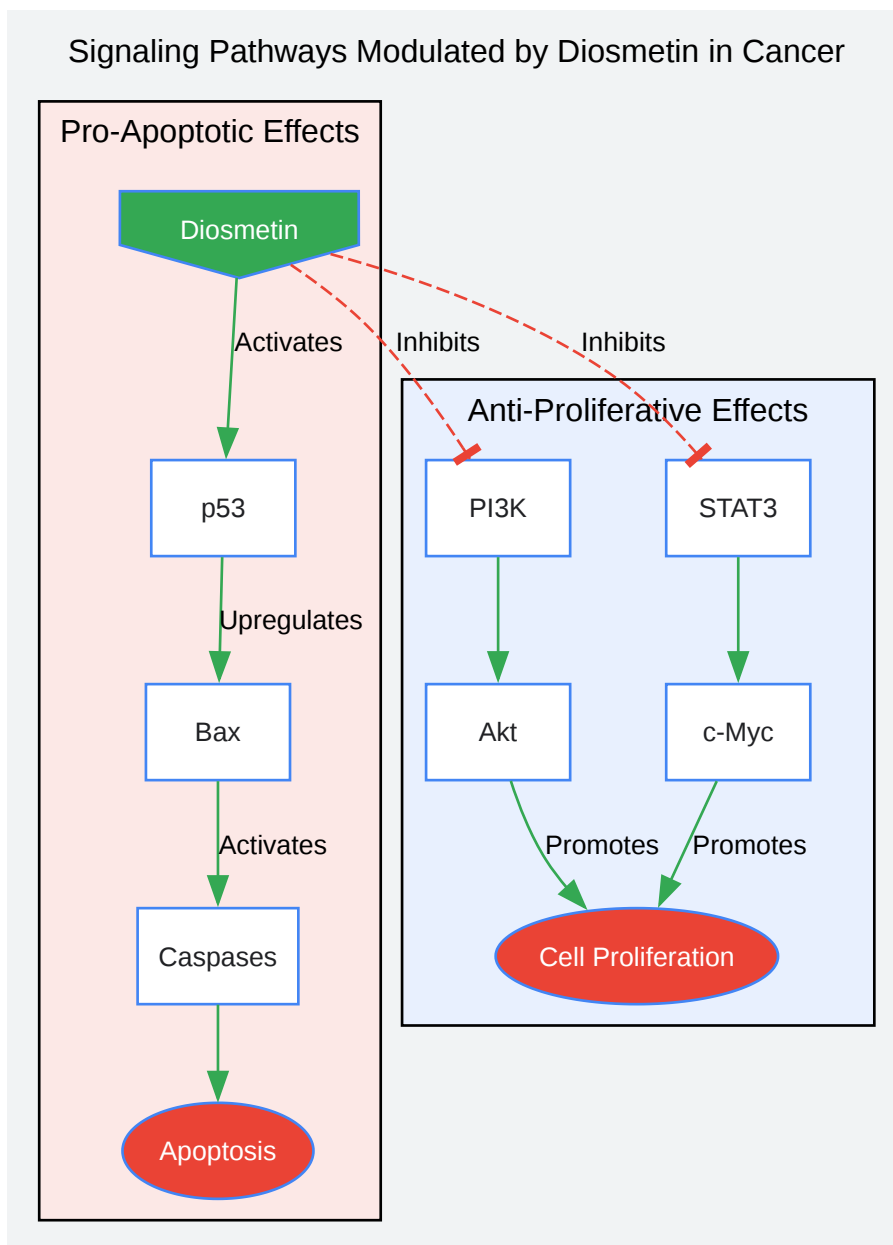 Signaling Pathways Modulated by Diosmetin in Cancer
Pro-Apoptotic Effects
Diosmetin
Activates
Inhibits
Inhibits
Anti-Proliferative Effects
p53
PI3K
STAT3
Upregulates
Bax
Akt
c-Myc
Activates
Promotes
Promotes
Caspases
Cell Proliferation
Apoptosis